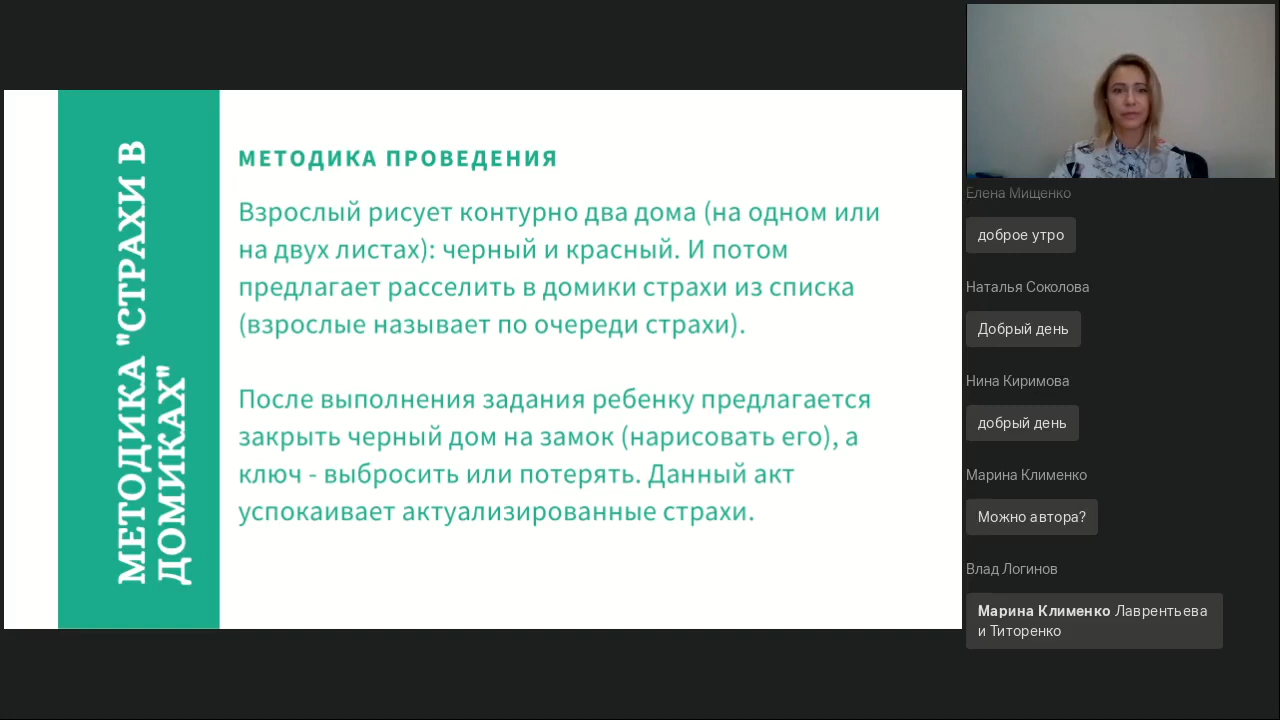 МЕТОДИКА "СТРАХИ В
ДОМИКАХ"
МЕТОДИКА ПРОВЕДЕНИЯ
Взрослый рисует контурно два дома (на одном или
на двух листах): черный и красный. И потом
предлагает расселить в домики страхи из списка
(взрослые называет по очереди страхи).
После выполнения задания ребенку предлагается
закрыть черный дом на замок (нарисовать его), а
ключ - выбросить или потерять. Данный акт
успокаивает актуализированные страхи.
Елена Мищенко
доброе утро
Наталья Соколова
Добрый день
Нина Киримова
добрый день
Марина Клименко
Можно автора?
Влад Логинов
Марина Клименко Лаврентьева
и Титоренко